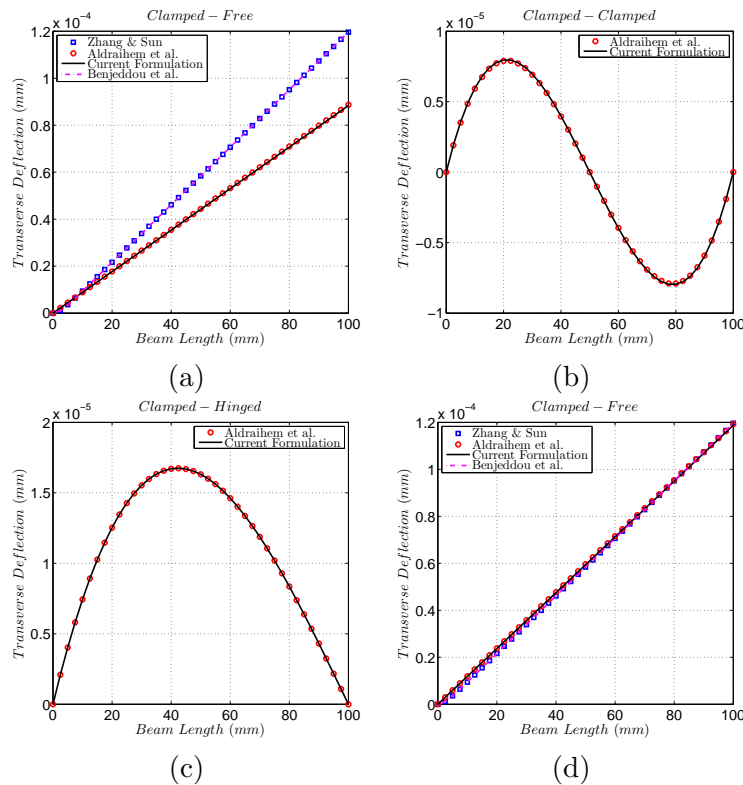 Clamped – Free
x 10⁻⁴
1.2
1
0.8
0.6
0.4
0.2
0
Transverse Deflection (mm)
Zhang & Sun
Aldraihem et al.
Current Formulation
Benjeddou et al.
0 20 40 60 80 100
Beam Length (mm)
(a)
Clamped – Clamped
x 10⁻⁵
1
0.5
0
−0.5
−1
Transverse Deflection (mm)
Aldraihem et al.
Current Formulation
0 20 40 60 80 100
Beam Length (mm)
(b)
Clamped – Hinged
x 10⁻⁵
2
1.5
1
0.5
0
Transverse Deflection (mm)
Aldraihem et al.
Current Formulation
0 20 40 60 80 100
Beam Length (mm)
(c)
Clamped – Free
x 10⁻⁴
1.2
1
0.8
0.6
0.4
0.2
0
Transverse Deflection (mm)
Zhang & Sun
Aldraihem et al.
Current Formulation
Benjeddou et al.
0 20 40 60 80 100
Beam Length (mm)
(d)